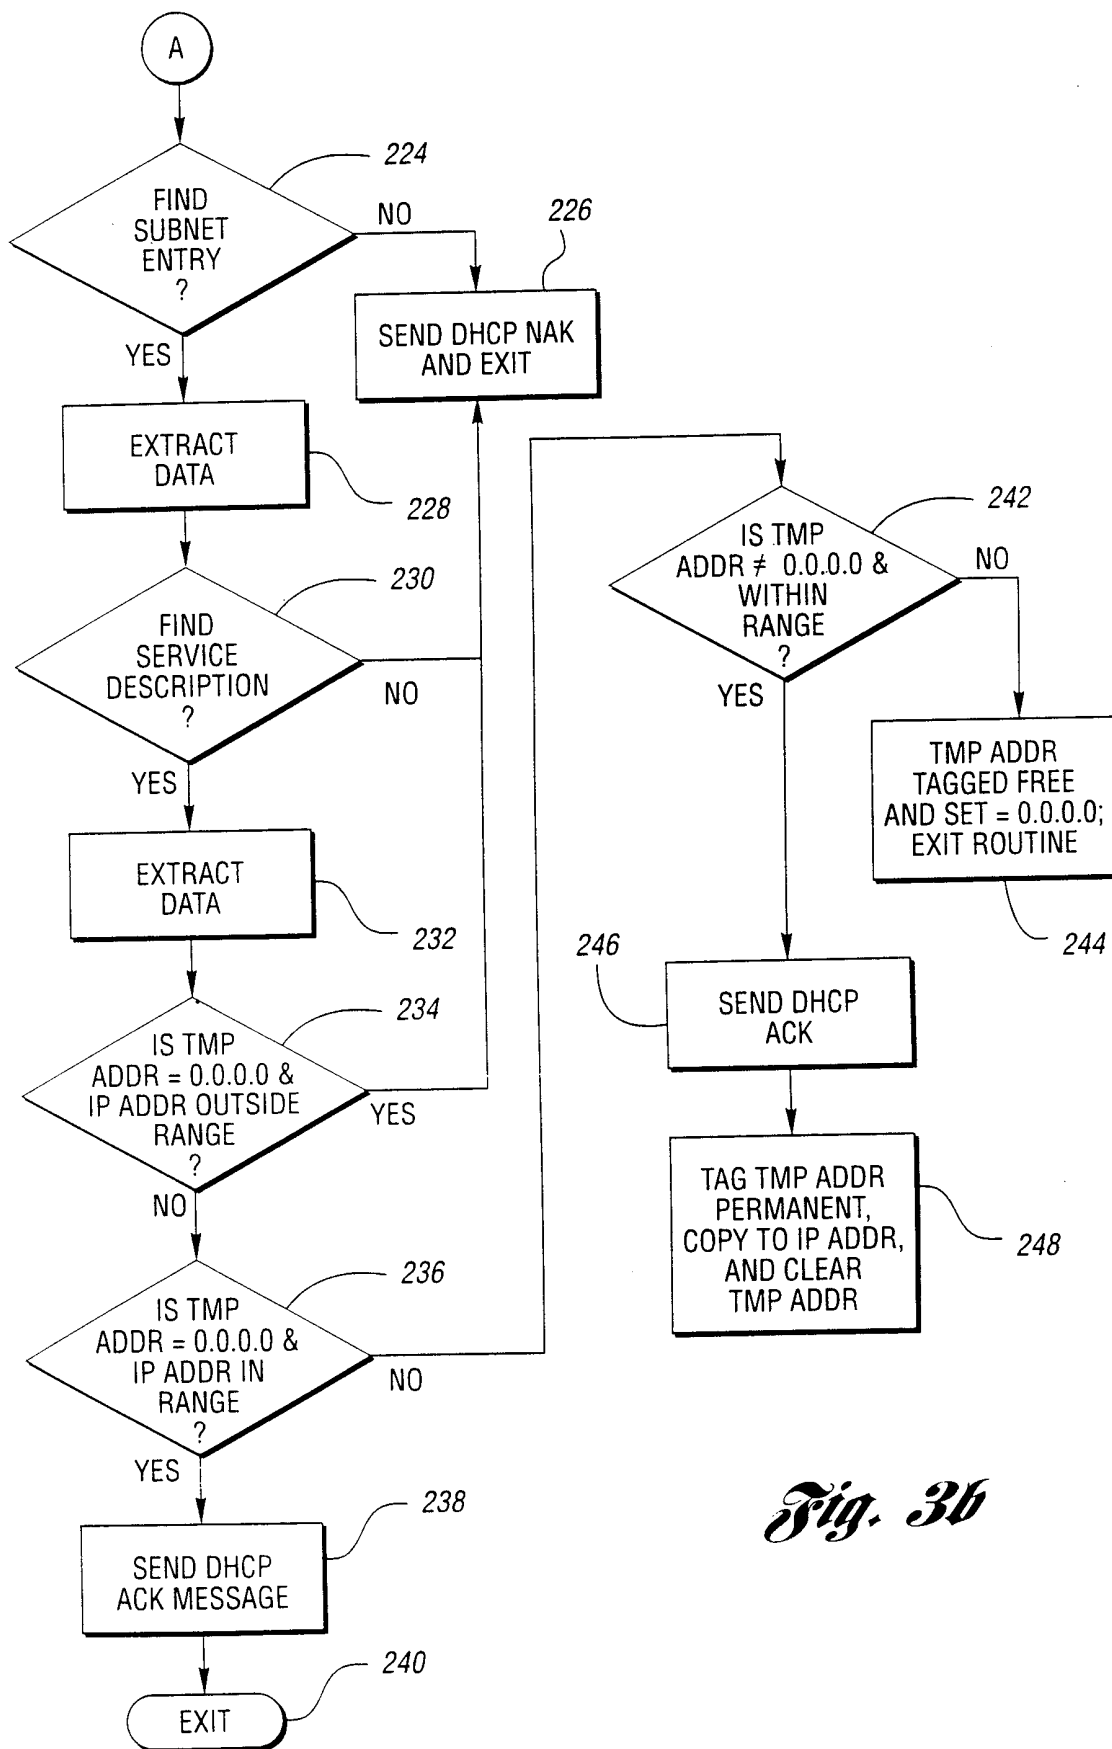 A
224
FIND
SUBNET
ENTRY
?
NO
YES
226
SEND DHCP NAK
AND EXIT
EXTRACT
DATA
228
230
FIND
SERVICE
DESCRIPTION
?
NO
YES
EXTRACT
DATA
232
234
IS TMP
ADDR = 0.0.0.0 &
IP ADDR OUTSIDE
RANGE
?
YES
NO
236
IS TMP
ADDR = 0.0.0.0 &
IP ADDR IN
RANGE
?
NO
YES
238
SEND DHCP
ACK MESSAGE
240
EXIT
242
IS TMP
ADDR ≠ 0.0.0.0 &
WITHIN
RANGE
?
NO
YES
TMP ADDR
TAGGED FREE
AND SET = 0.0.0.0;
EXIT ROUTINE
244
246
SEND DHCP
ACK
TAG TMP ADDR
PERMANENT,
COPY TO IP ADDR,
AND CLEAR
TMP ADDR
248
Fig. 3b